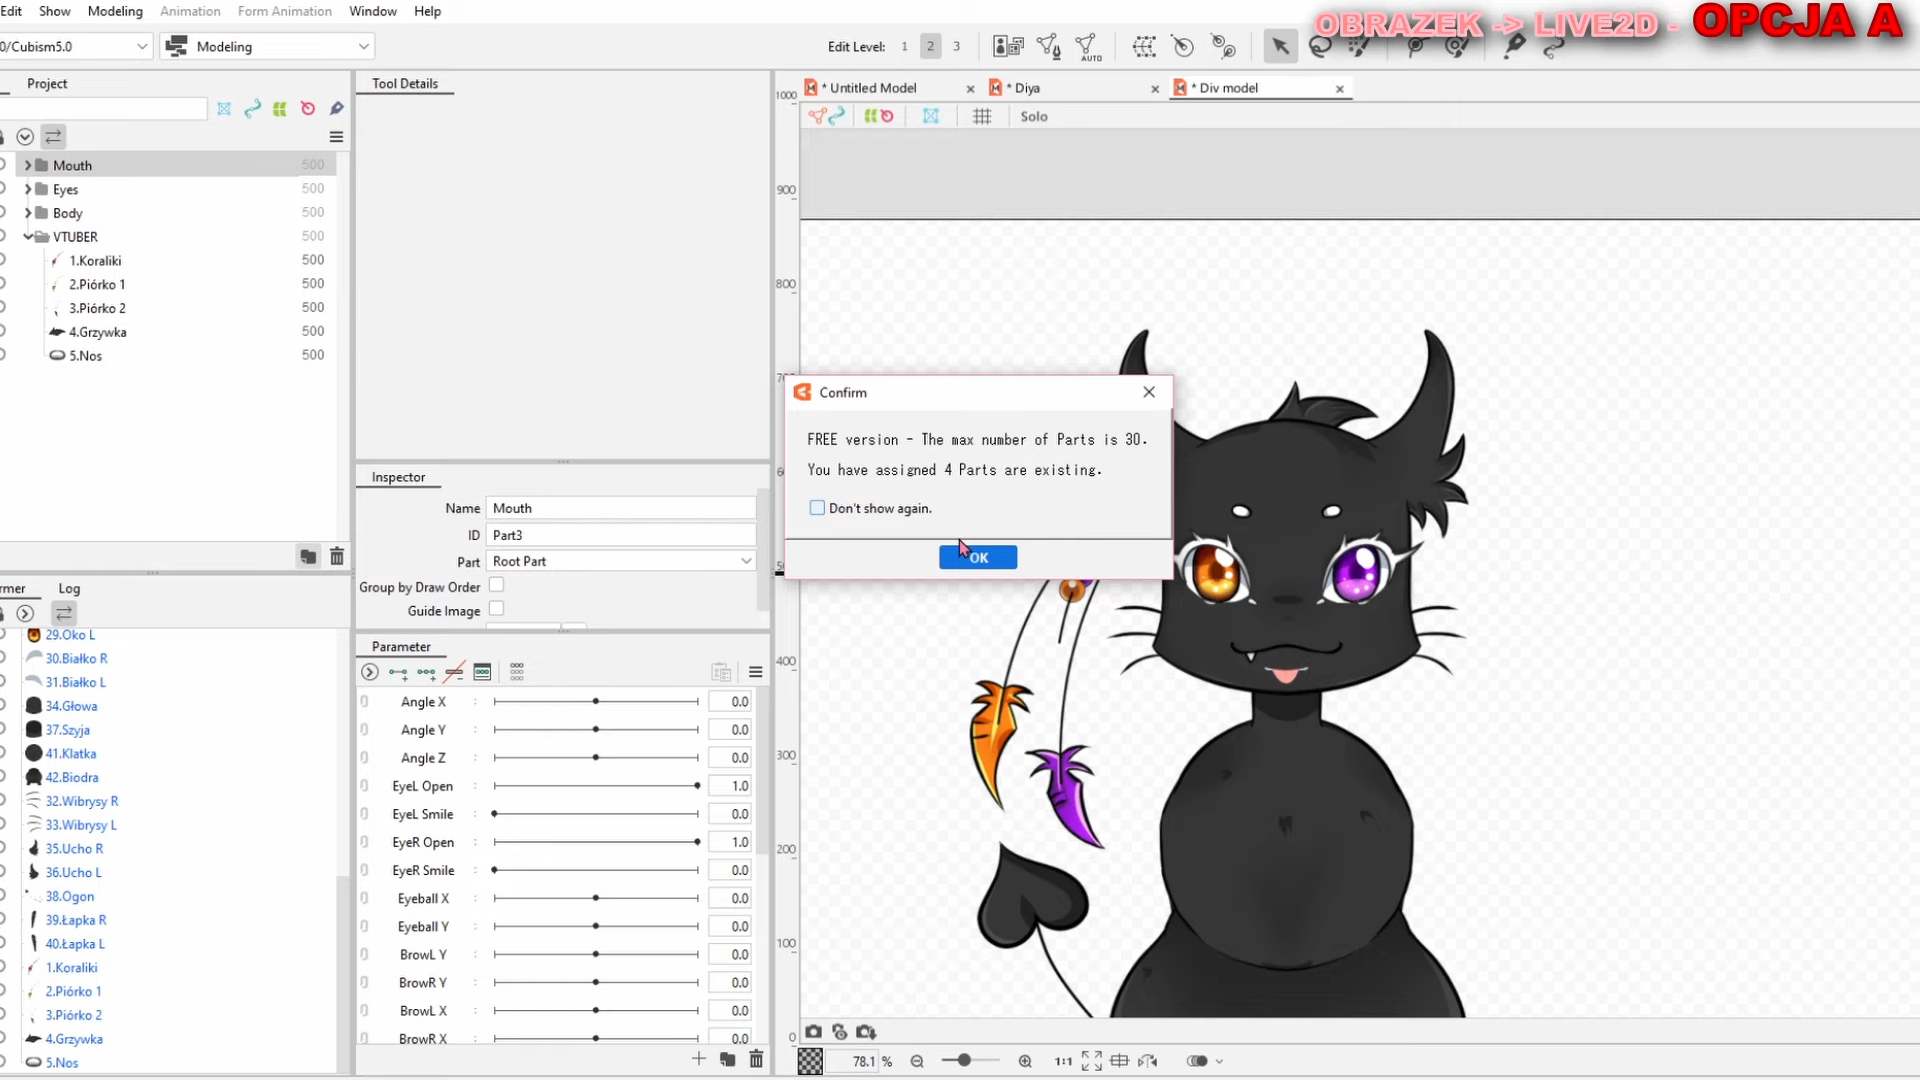 Edit Show Modeling Animation Form Animation Window Help
OBRAZEK -> LIVE2D - OPCJA A
0/Cubism5.0 Modeling
Edit Level: 1 2 3
AUTO
Project
Tool Details
* Untitled Model
* Diya
* Div model
Solo
Mouth 500
Eyes 500
Body 500
VTUBER 500
1.Koraliki 500
2.Piórko 1 500
3.Piórko 2 500
4.Grzywka 500
5.Nos 500
1000
900
800
400
300
200
100
0
Confirm
FREE version - The max number of Parts is 30.
You have assigned 4 Parts are existing.
Don't show again.
OK
Inspector
Name Mouth
ID Part3
Part Root Part
Group by Draw Order
Guide Image
rmer Log
29.Oko L
30.Białko R
31.Białko L
34.Głowa
37.Szyja
41.Klatka
42.Biodra
32.Wibrysy R
33.Wibrysy L
35.Ucho R
36.Ucho L
38.Ogon
39.Łapka R
40.Łapka L
1.Koraliki
2.Piórko 1
3.Piórko 2
4.Grzywka
5.Nos
Parameter
Angle X : 0.0
Angle Y : 0.0
Angle Z : 0.0
EyeL Open : 1.0
EyeL Smile : 0.0
EyeR Open : 1.0
EyeR Smile : 0.0
Eyeball X : 0.0
Eyeball Y : 0.0
BrowL Y : 0.0
BrowR Y : 0.0
BrowL X : 0.0
BrowR X : 0.0
78.1 %
1:1